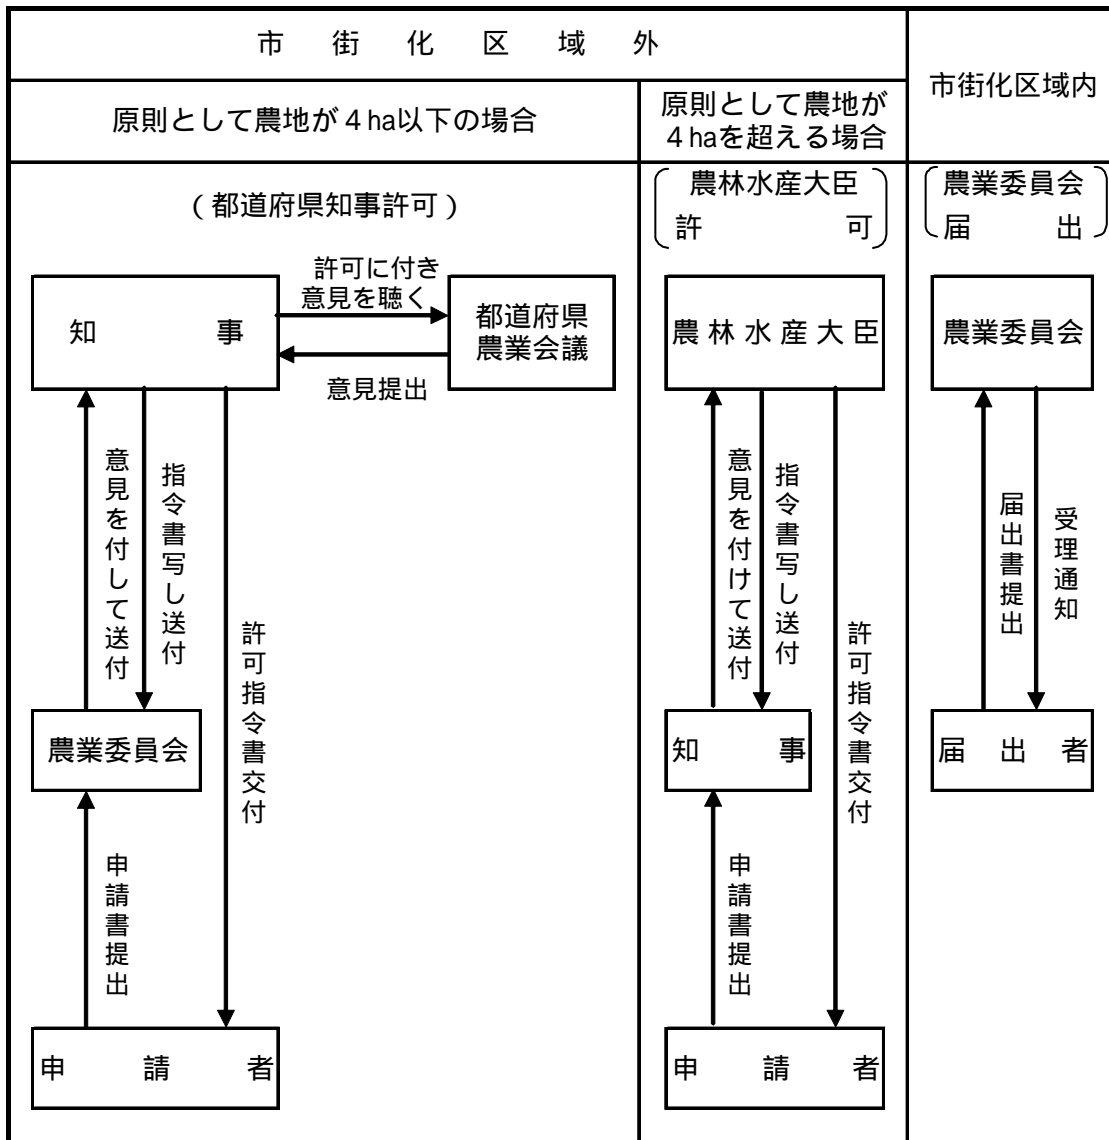 市街化区域外
市街化区域内
原則として農地が4ha以下の場合
原則として農地が
4haを超える場合
(都道府県知事許可)
農林水産大臣
許可
農業委員会
届出
知事
許可に付き
意見を聴く
意見提出
都道府県
農業会議
意見を付して送付
指令書写し送付
許可指令書交付
農業委員会
申請書提出
申請者
農林水産大臣
意見を付けて送付
指令書写し送付
許可指令書交付
知事
申請書提出
申請者
農業委員会
届出書提出
受理通知
届出者